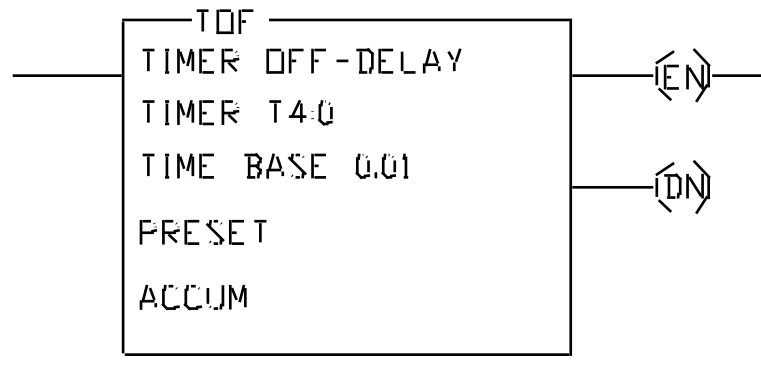 TOF
TIMER OFF-DELAY
(EN)
TIMER T4:0
TIME BASE 0.01
(DN)
PRESET
ACCUM